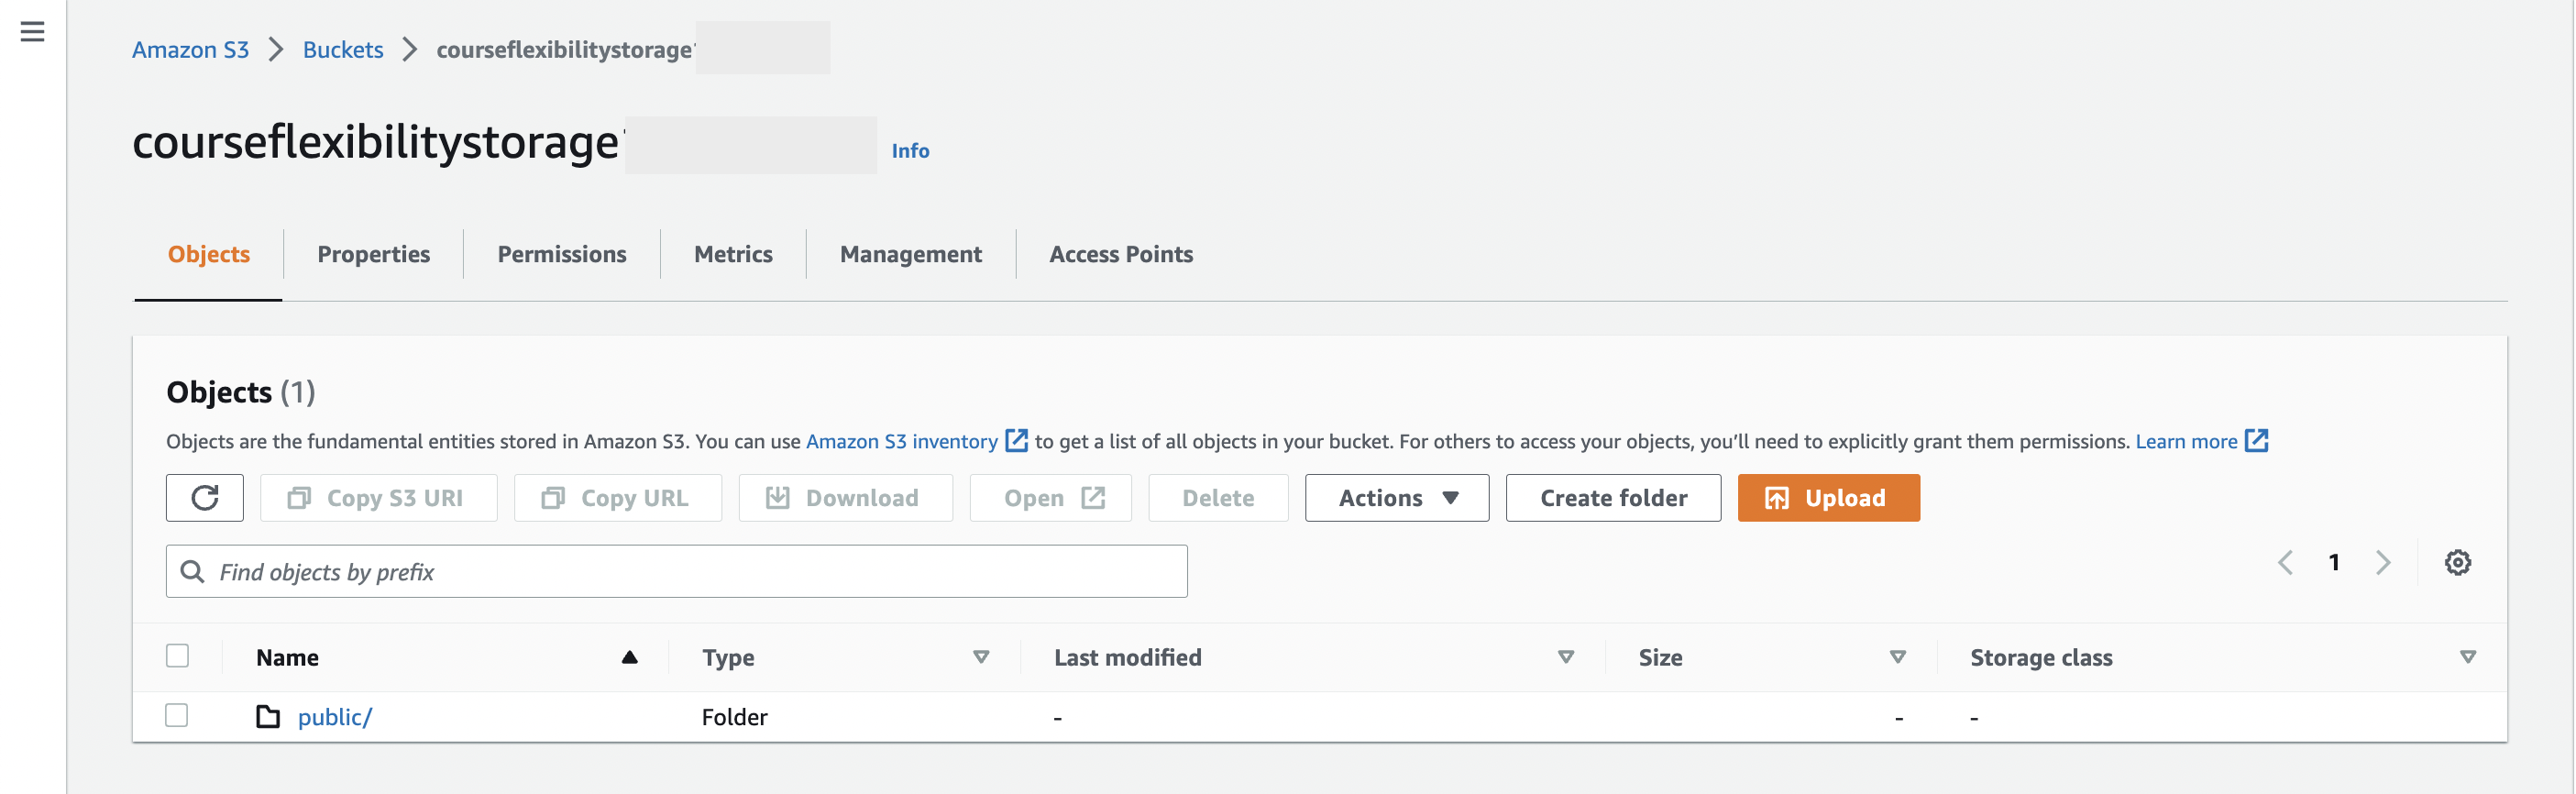 Amazon S3 > Buckets > courseflexibilitystorage
courseflexibilitystorage Info
Objects Properties Permissions Metrics Management Access Points
Objects (1)
Objects are the fundamental entities stored in Amazon S3. You can use Amazon S3 inventory to get a list of all objects in your bucket. For others to access your objects, you’ll need to explicitly grant them permissions. Learn more
Copy S3 URI Copy URL Download Open Delete Actions Create folder Upload
Find objects by prefix 1
Name Type Last modified Size Storage class
public/ Folder - - -